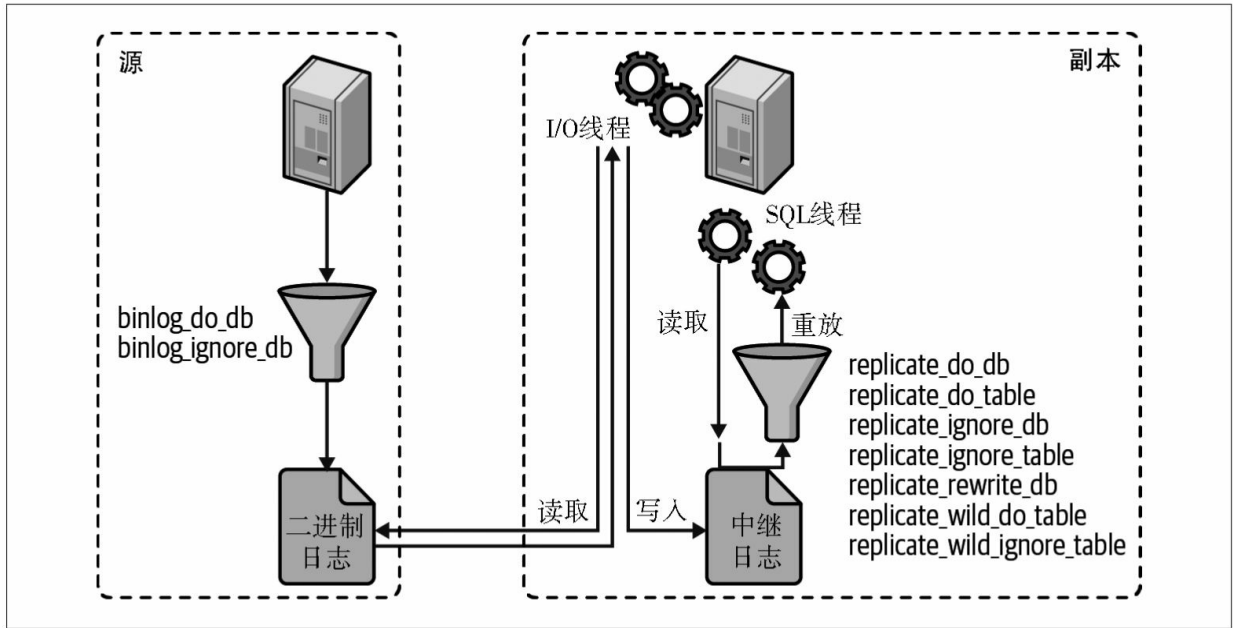 源
binlog_do_db
binlog_ignore_db
二进制
日志
副本
I/O线程
SQL线程
读取
重放
replicate_do_db
replicate_do_table
replicate_ignore_db
replicate_ignore_table
replicate_rewrite_db
replicate_wild_do_table
replicate_wild_ignore_table
读取
写入
中继
日志